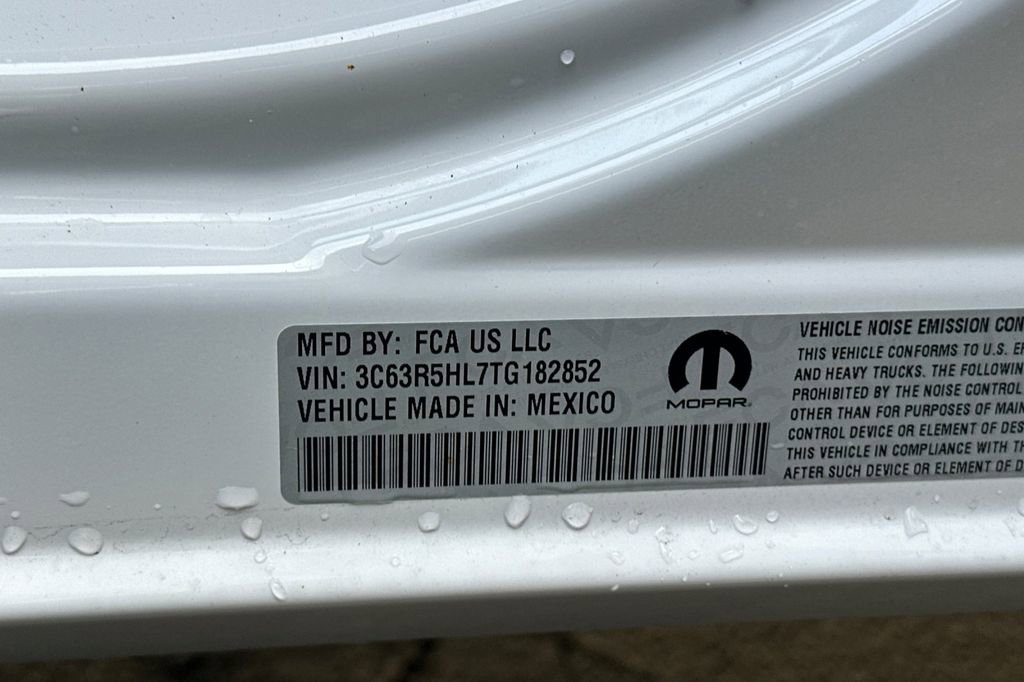 MFD BY: FCA US LLC
VIN: 3C63R5HL7TG182852
VEHICLE MADE IN: MEXICO
MOPAR
VEHICLE NOISE EMISSION CON
THIS VEHICLE CONFORMS TO U.S. E
AND HEAVY TRUCKS. THE FOLLOWIN
PROHIBITED BY THE NOISE CONTROL
OTHER THAN FOR PURPOSES OF MAIN
CONTROL DEVICE OR ELEMENT OF DES
THIS VEHICLE IN COMPLIANCE WITH T
AFTER SUCH DEVICE OR ELEMENT OF D